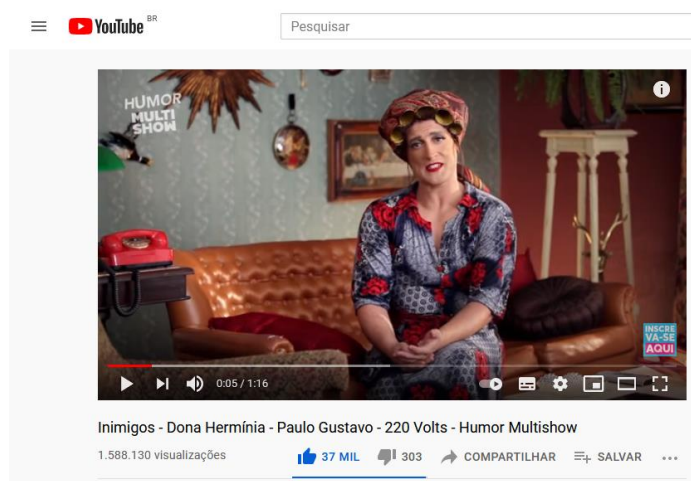 YouTube BR
Pesquisar
HUMOR
MULTI
SHOW
INSCRE
VA-SE
AQUI
0:05 / 1:16
Inimigos - Dona Hermínia - Paulo Gustavo - 220 Volts - Humor Multishow
1.588.130 visualizações 37 MIL 303 COMPARTILHAR SALVAR